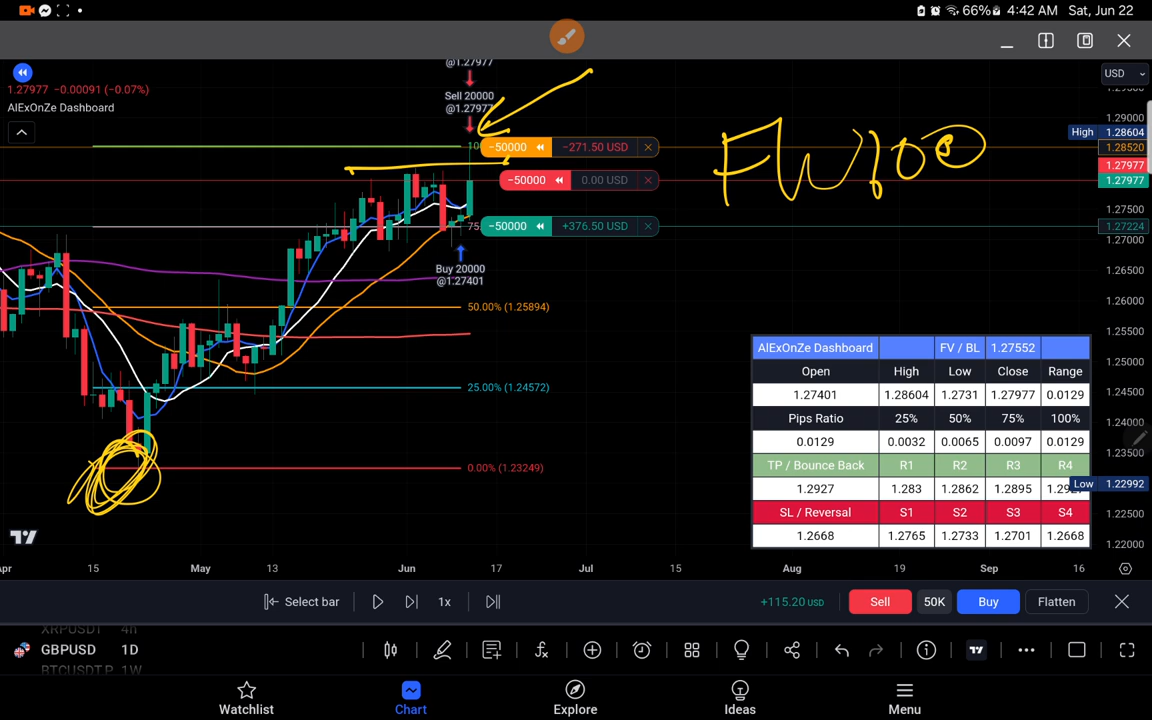 4:42 AM Sat, Jun 22
66%
USD
@1.27977
1.27977 -0.00091 (-0.07%)
AlExOnZe Dashboard
Sell 20000
@1.27977
1.29000
High 1.28604
1.28520
1.27977
1.27977
1.27500
1.27224
1.27000
1.26500
1.26000
1.25500
1.25000
1.24500
1.24000
1.23500
Low 1.22992
1.22500
1.22000
−50000 −271.50 USD
−50000 0.00 USD
−50000 +376.50 USD
Buy 20000
@1.27401
50.00% (1.25894)
25.00% (1.24572)
0.00% (1.23249)
AlExOnZe Dashboard FV / BL 1.27552
Open High Low Close Range
1.27401 1.28604 1.2731 1.27977 0.0129
Pips Ratio 25% 50% 75% 100%
0.0129 0.0032 0.0065 0.0097 0.0129
TP / Bounce Back R1 R2 R3 R4
1.2927 1.283 1.2862 1.2895
SL / Reversal S1 S2 S3 S4
1.2668 1.2765 1.2733 1.2701 1.2668
15 May 13 Jun 17 Jul 15 Aug 19 Sep 16
Select bar 1x +115.20 USD Sell 50K Buy Flatten
XRPUSDT 4h
GBPUSD 1D
BTCUSDT.P 1W
Watchlist Chart Explore Ideas Menu